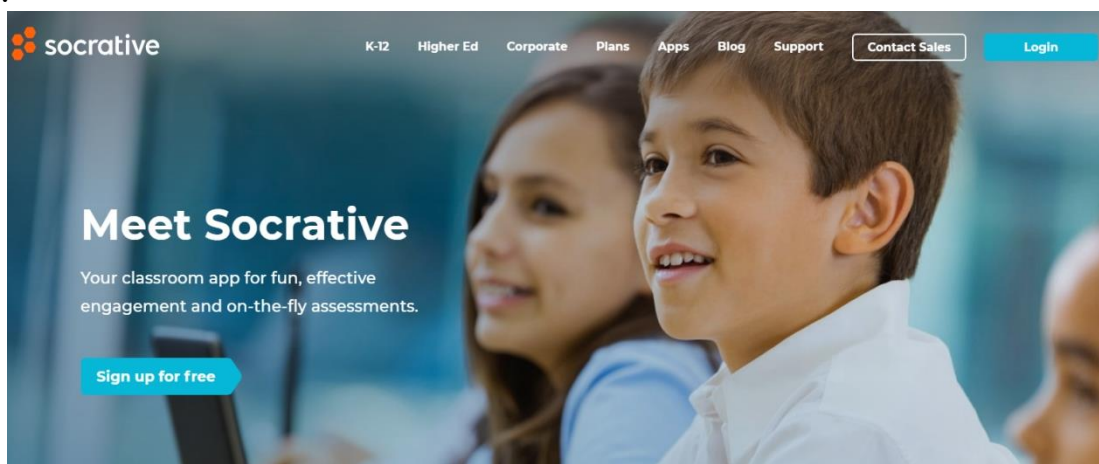 socrative
K-12 Higher Ed Corporate Plans Apps Blog Support Contact Sales Login
Meet Socrative
Your classroom app for fun, effective
engagement and on-the-fly assessments.
Sign up for free